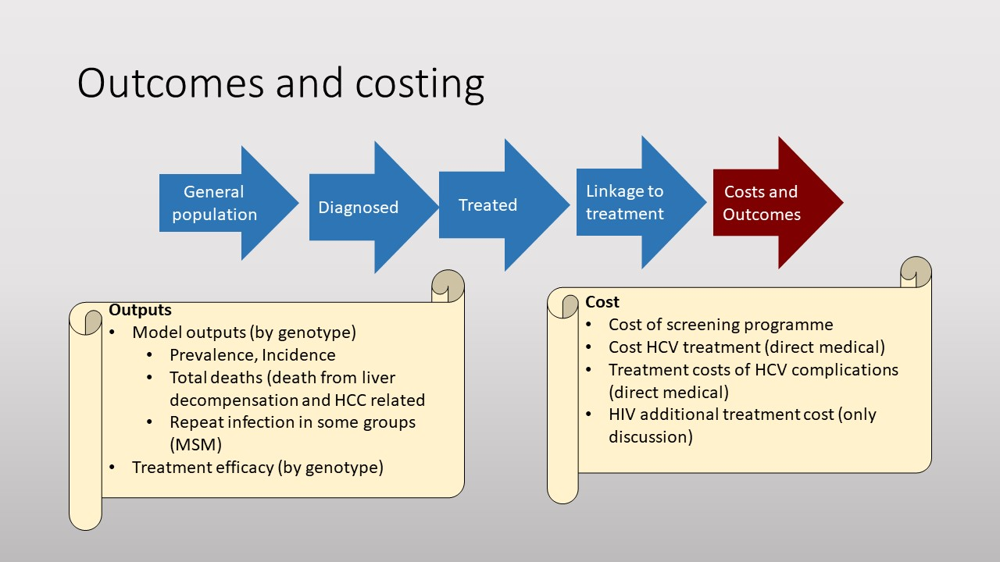 Outcomes and costing
General
population
Diagnosed
Treated
Linkage to
treatment
Costs and
Outcomes
Outputs
• Model outputs (by genotype)
• Prevalence, Incidence
• Total deaths (death from liver
decompensation and HCC related
• Repeat infection in some groups
(MSM)
• Treatment efficacy (by genotype)
Cost
• Cost of screening programme
• Cost HCV treatment (direct medical)
• Treatment costs of HCV complications
(direct medical)
• HIV additional treatment cost (only
discussion)